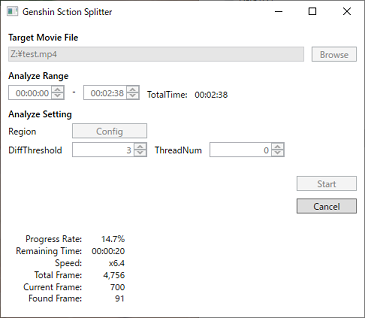 Genshin Sction Splitter
Target Movie File
Z:¥test.mp4 Browse
Analyze Range
00:00:00 - 00:02:38 TotalTime: 00:02:38
Analyze Setting
Region Config
DiffThreshold 3 ThreadNum 0
Start
Cancel
Progress Rate: 14.7%
Remaining Time: 00:00:20
Speed: x6.4
Total Frame: 4,756
Current Frame: 700
Found Frame: 91